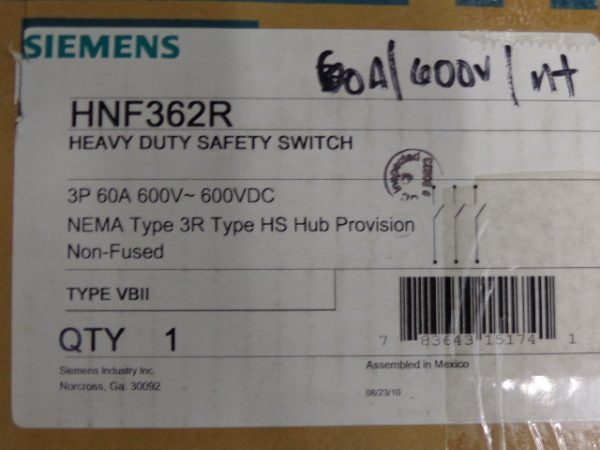 SIEMENS
60A/600V/nt
HNF362R
HEAVY DUTY SAFETY SWITCH
3P 60A 600V~ 600VDC
NEMA Type 3R Type HS Hub Provision
Non-Fused
TYPE VBII
QTY 1
7 83643 15174 1
Siemens Industry Inc.
Norcross, Ga. 30092
Assembled in Mexico
08/23/10